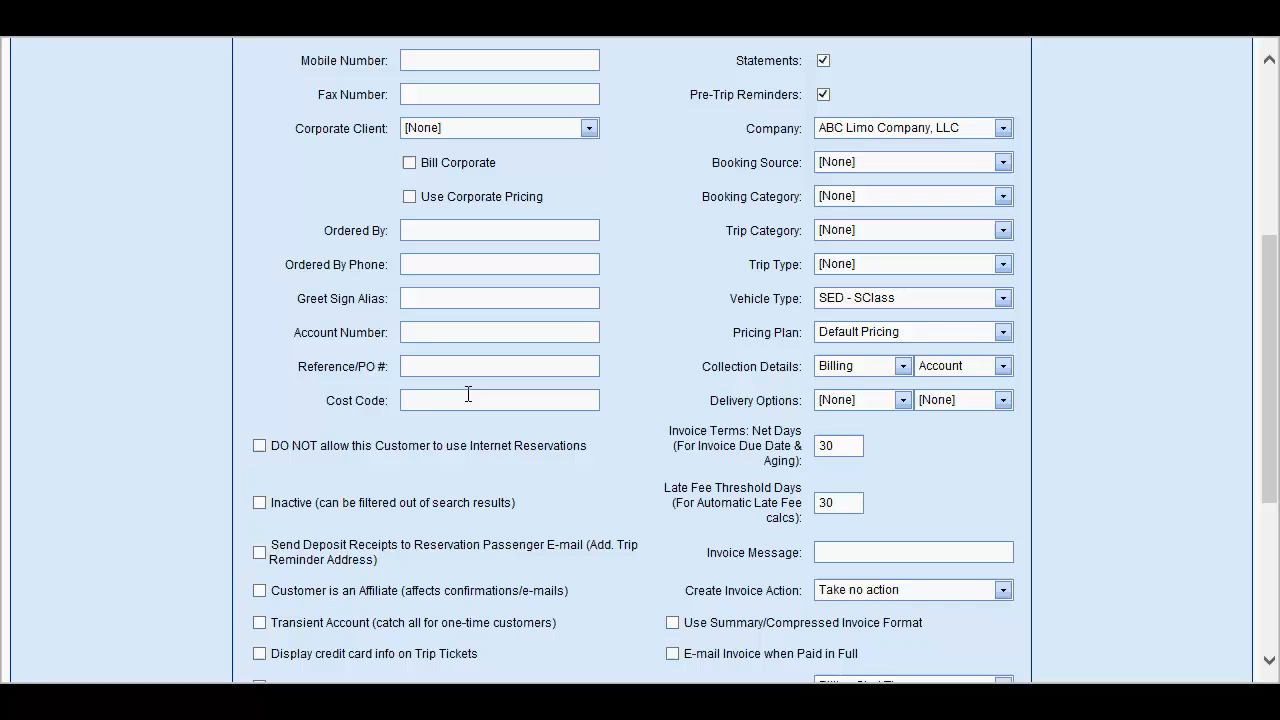 Mobile Number:
Fax Number:
Corporate Client: [None]
Bill Corporate
Use Corporate Pricing
Ordered By:
Ordered By Phone:
Greet Sign Alias:
Account Number:
Reference/PO #:
Cost Code:
DO NOT allow this Customer to use Internet Reservations
Inactive (can be filtered out of search results)
Send Deposit Receipts to Reservation Passenger E-mail (Add. Trip
Reminder Address)
Customer is an Affiliate (affects confirmations/e-mails)
Transient Account (catch all for one-time customers)
Display credit card info on Trip Tickets
Statements:
Pre-Trip Reminders:
Company: ABC Limo Company, LLC
Booking Source: [None]
Booking Category: [None]
Trip Category: [None]
Trip Type: [None]
Vehicle Type: SED - SClass
Pricing Plan: Default Pricing
Collection Details: Billing Account
Delivery Options: [None] [None]
Invoice Terms: Net Days
(For Invoice Due Date & 30
Aging):
Late Fee Threshold Days
(For Automatic Late Fee 30
calcs):
Invoice Message:
Create Invoice Action: Take no action
Use Summary/Compressed Invoice Format
E-mail Invoice when Paid in Full